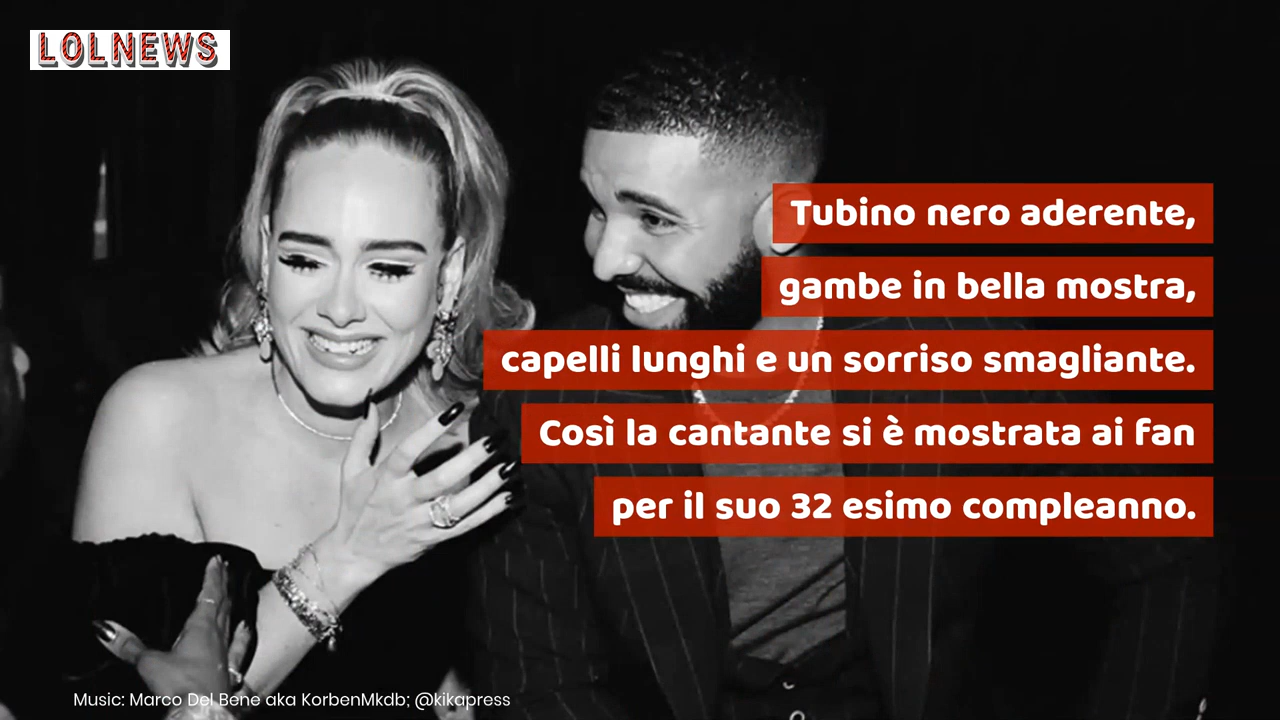 LOLNEWS
Tubino nero aderente,
gambe in bella mostra,
capelli lunghi e un sorriso smagliante.
Così la cantante si è mostrata ai fan
per il suo 32 esimo compleanno.
Music: Marco Del Bene aka KorbenMkdb; @kikapress